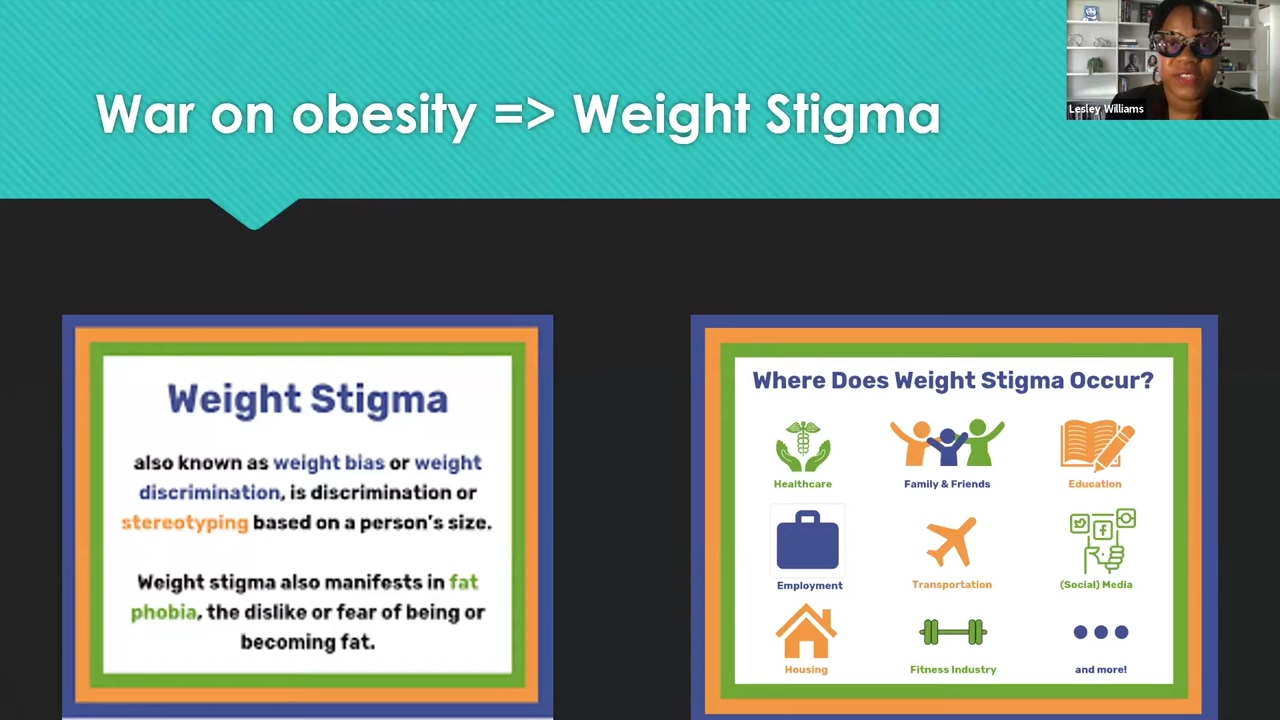 War on obesity => Weight Stigma
Lesley Williams
Weight Stigma
also known as weight bias or weight
discrimination, is discrimination or
stereotyping based on a person's size.
Weight stigma also manifests in fat
phobia, the dislike or fear of being or
becoming fat.
Where Does Weight Stigma Occur?
Healthcare
Family & Friends
Education
Employment
Transportation
(Social) Media
Housing
Fitness Industry
and more!